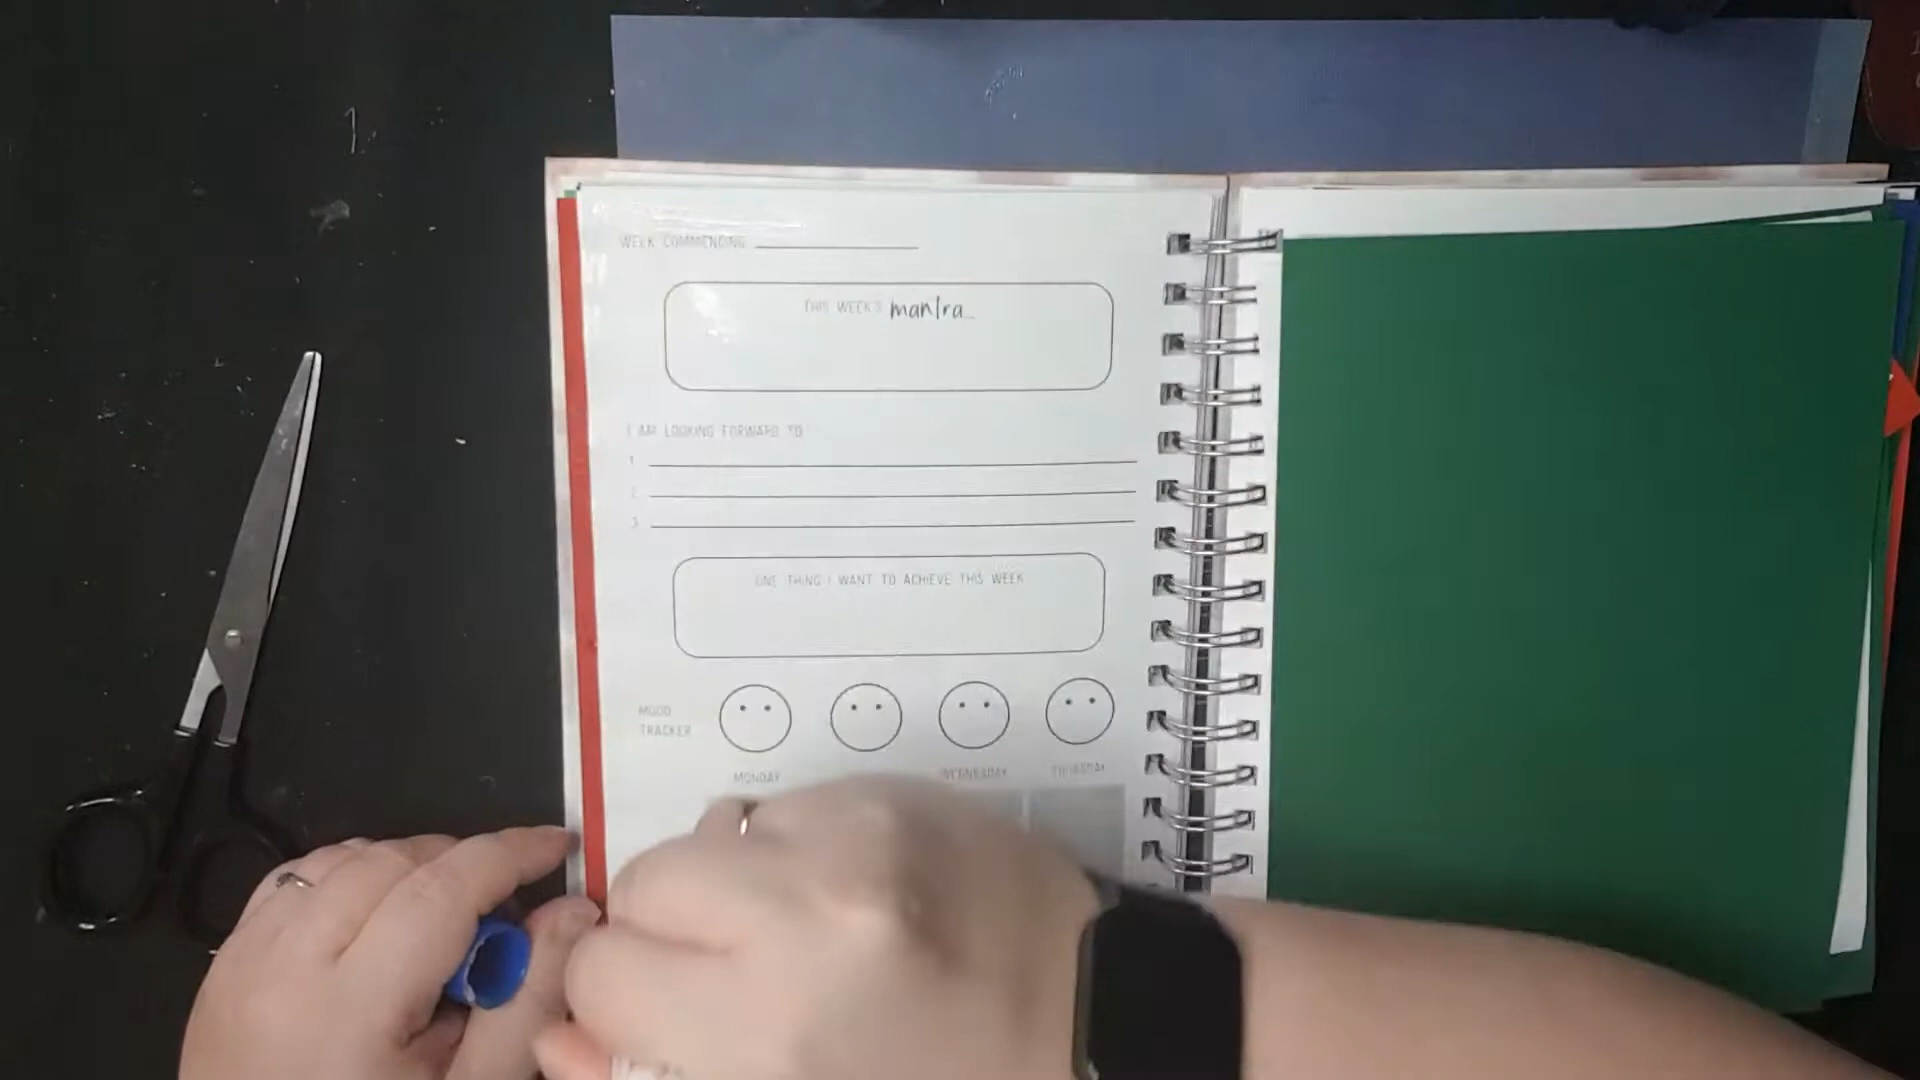 WEEK COMMENDING
THIS WEEK'S mantra...
I AM LOOKING FORWARD TO
1
2
3
ONE THING I WANT TO ACHIEVE THIS WEEK
MOOD
TRACKER
MONDAY WEDNESDAY THURSDAY